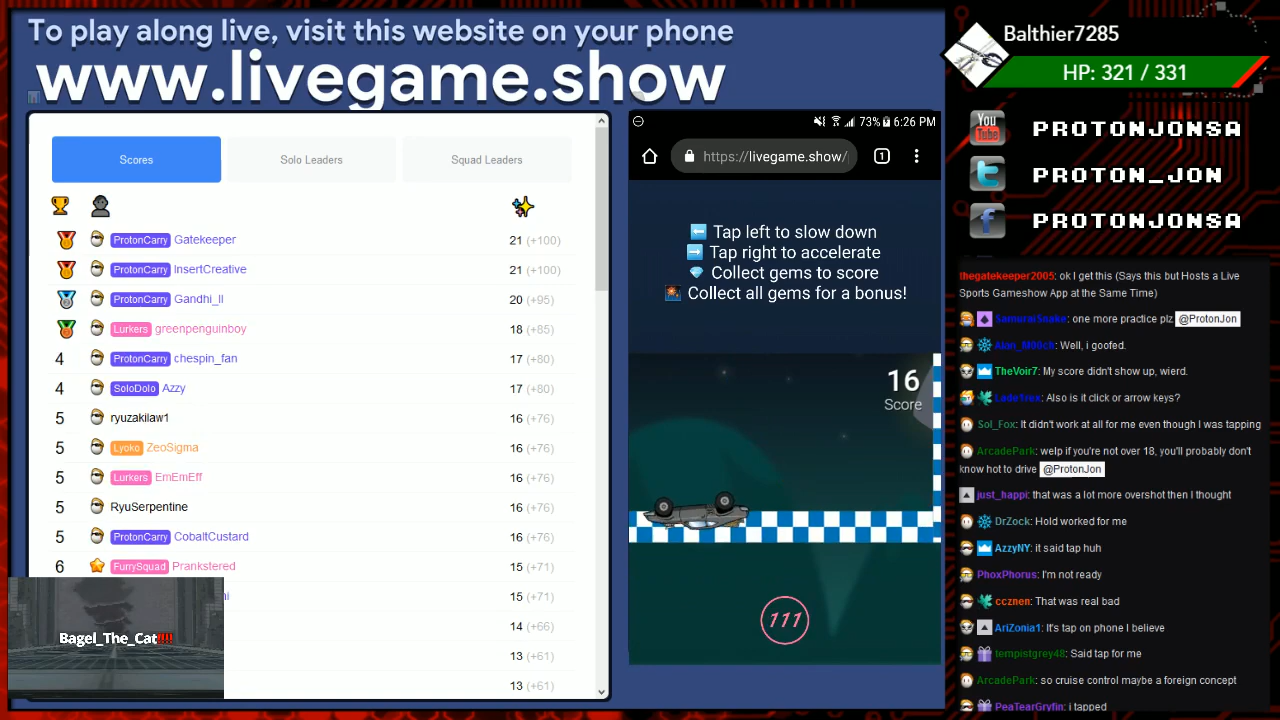 To play along live, visit this website on your phone
www.livegame.show
Scores
Solo Leaders
Squad Leaders
ProtonCarry Gatekeeper 21 (+100)
ProtonCarry InsertCreative 21 (+100)
ProtonCarry Gandhi_II 20 (+95)
Lurkers greenpenguinboy 18 (+85)
4 ProtonCarry chespin_fan 17 (+80)
4 SoloDolo Azzy 17 (+80)
5 ryuzakilaw1 16 (+76)
5 Lyoko ZeoSigma 16 (+76)
5 Lurkers ErnEmEff 16 (+76)
5 RyuSerpentine 16 (+76)
5 ProtonCarry CobaltCustard 16 (+76)
6 FurrySquad Prankstered 15 (+71)
15 (+71)
14 (+66)
13 (+61)
13 (+61)
Bagel_The_Cat!!!!
73% 6:26 PM
https://livegame.show/
1
Tap left to slow down
Tap right to accelerate
Collect gems to score
Collect all gems for a bonus!
16
Score
111
Balthier7285
HP: 321 / 331
You
Tube
PROTONJONSA
PROTON_JON
PROTONJONSA
thegatekeeper2005: ok I get this (Says this but Hosts a Live
Sports Gameshow App at the Same Time)
SamuraiSnake: one more practice plz @ProtonJon
Alan_M00ch: Well, i goofed.
TheVoir7: My score didn't show up, wierd.
Lado1rex: Also is it click or arrow keys?
Sol_Fox: It didn't work at all for me even though I was tapping
ArcadePark: welp if you're not over 18, you'll probably don't
know hot to drive @ProtonJon
just_happi: that was a lot more overshot then I thought
DrZock: Hold worked for me
AzzyNY: it said tap huh
PhoxPhorus: I'm not ready
ccznen: That was real bad
AriZonia1: It's tap on phone I believe
tempistgrey48: Said tap for me
ArcadePark: so cruise control maybe a foreign concept
PeaTearGryfin: i tapped